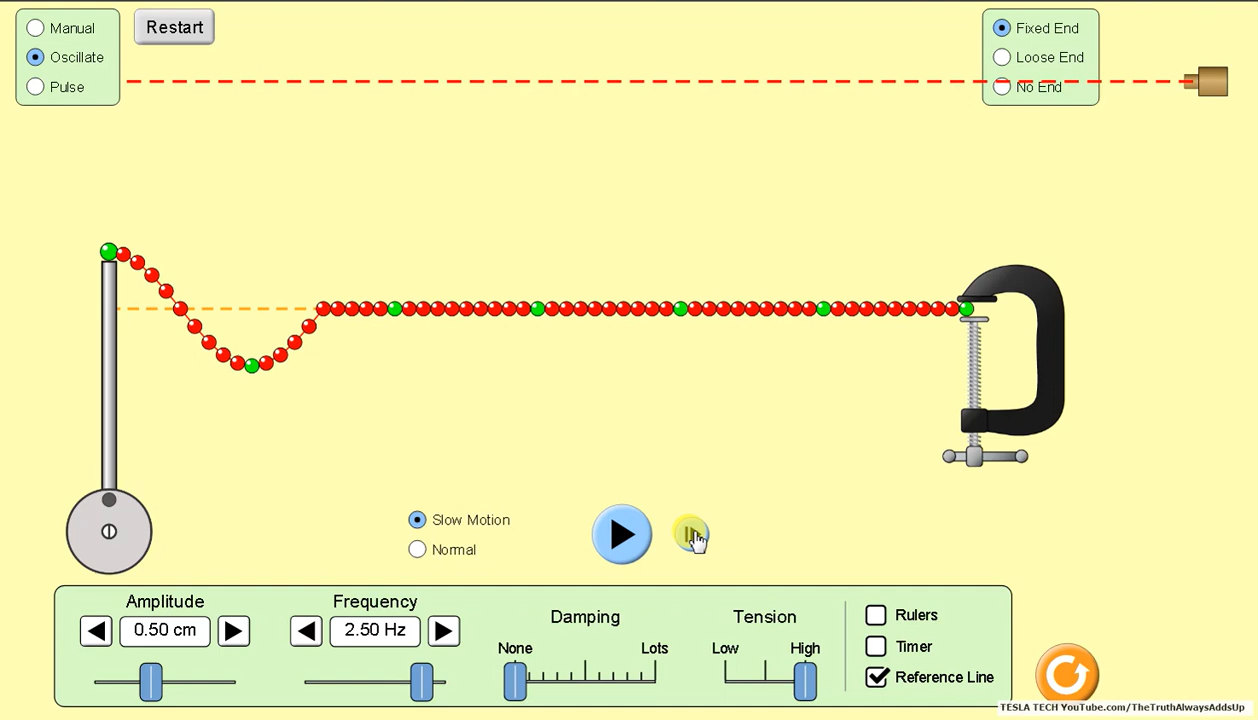 Manual
Oscillate
Pulse
Restart
Fixed End
Loose End
No End
Slow Motion
Normal
Amplitude
0.50 cm
Frequency
2.50 Hz
Damping
None
Lots
Tension
Low
High
Rulers
Timer
Reference Line
TESLA TECH YouTube.com/TheTruthAlwaysAddsUp